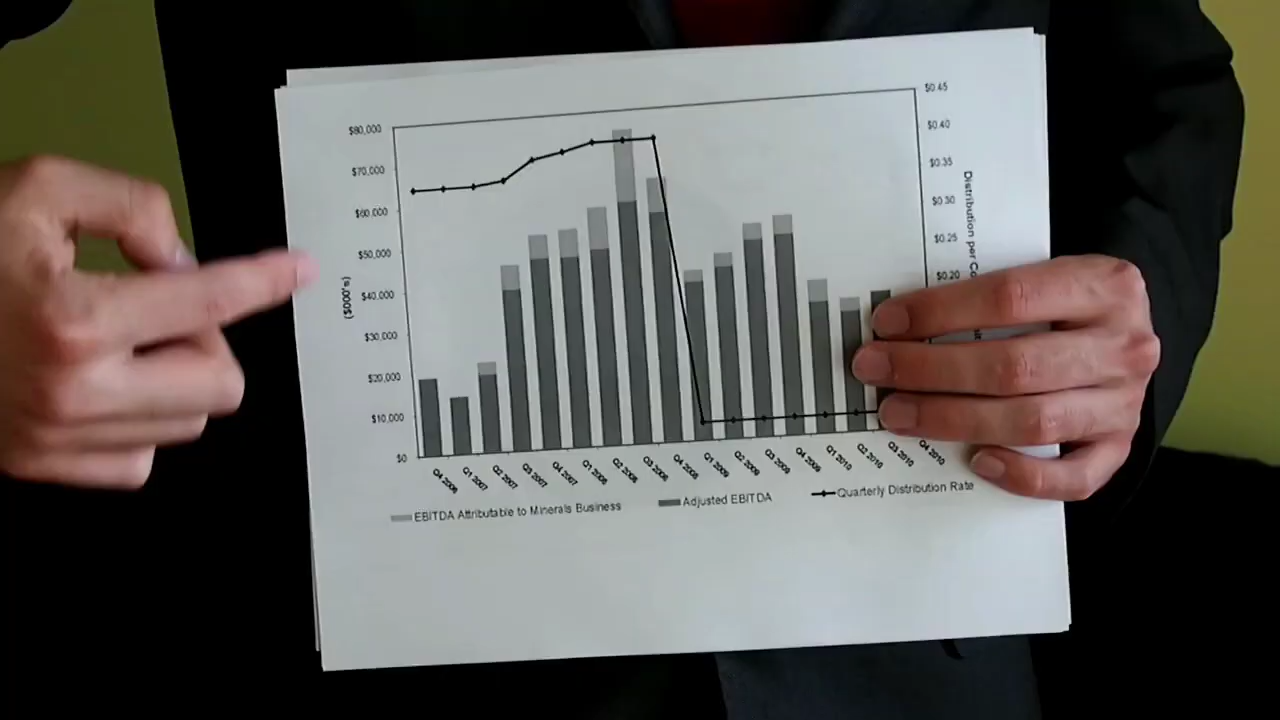 $80,000
$70,000
$60,000
$50,000
$40,000
$30,000
$20,000
$10,000
$0
($000's)
$0.45
$0.40
$0.35
$0.30
$0.25
$0.20
Distribution per
Q4 2006
Q1 2007
Q2 2007
Q3 2007
Q4 2007
Q1 2008
Q2 2008
Q3 2008
Q4 2008
Q1 2009
Q2 2009
Q3 2009
Q4 2009
Q1 2010
Q2 2010
Q3 2010
Q4 2010
EBITDA Attributable to Minerals Business
Adjusted EBITDA
Quarterly Distribution Rate